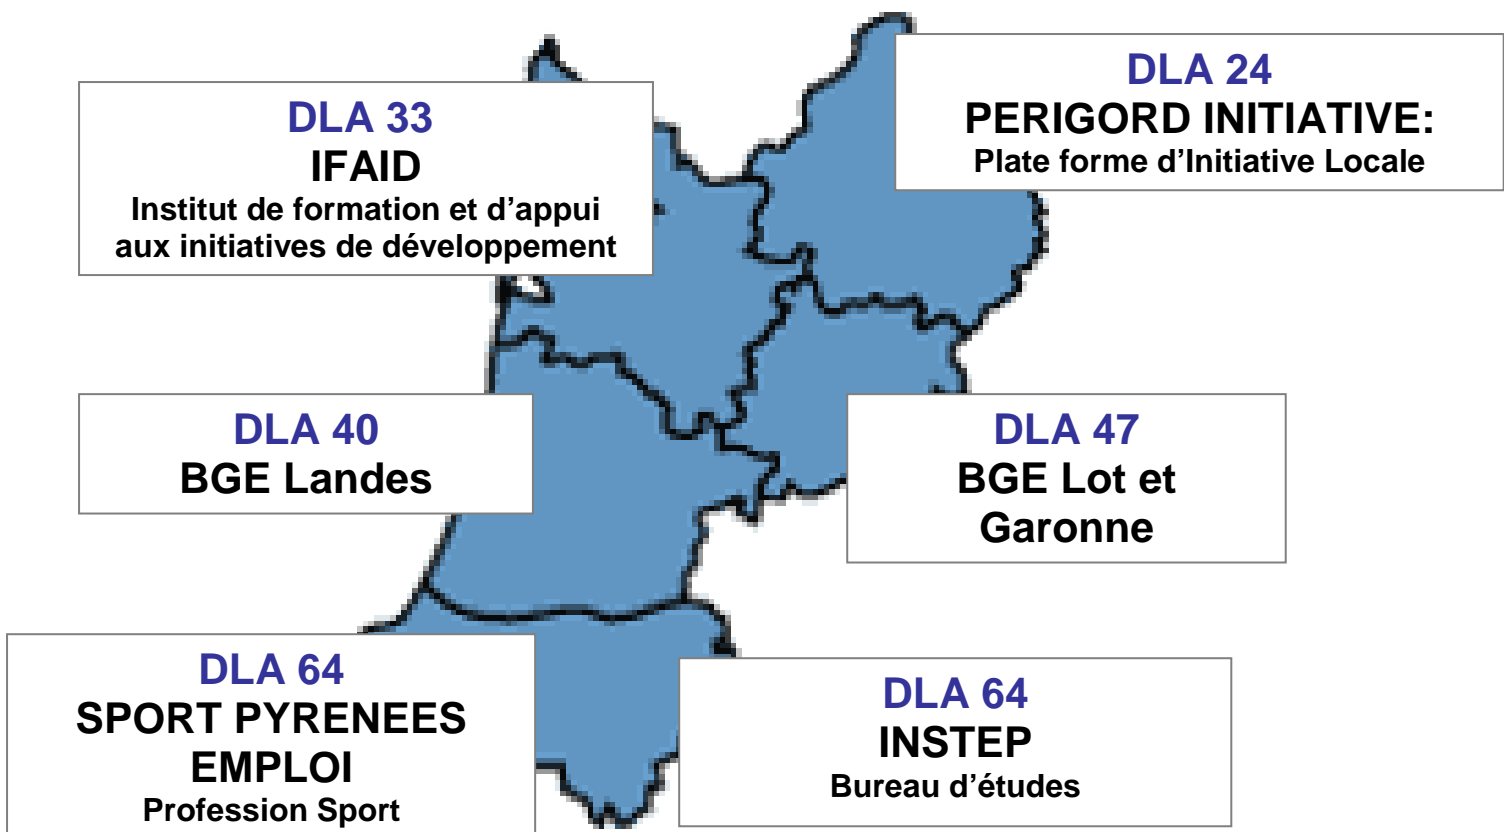 DLA 33
IFAID
Institut de formation et d’appui
aux initiatives de développement
DLA 24
PERIGORD INITIATIVE:
Plate forme d’Initiative Locale
DLA 40
BGE Landes
DLA 47
BGE Lot et
Garonne
DLA 64
SPORT PYRENEES
EMPLOI
Profession Sport
DLA 64
INSTEP
Bureau d’études